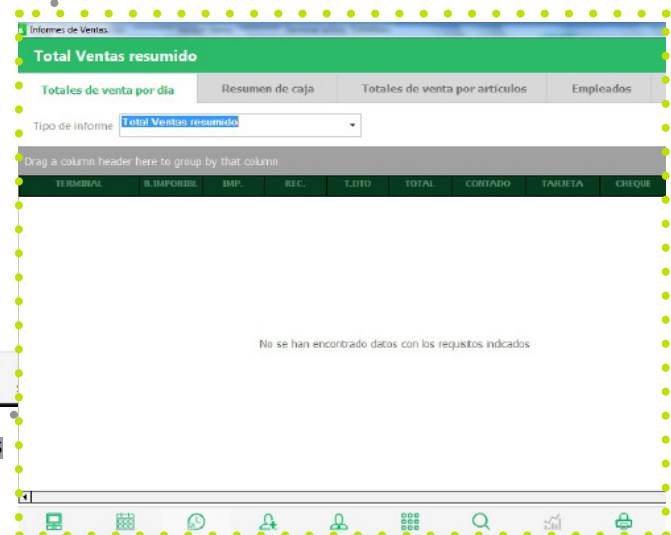 Informes de Ventas.
Total Ventas resumido
Totales de venta por día Resumen de caja Totales de venta por artículos Empleados
Tipo de informe Total Ventas resumido
Drag a column header here to group by that column
TERMINAL B.IMPONIBL IMP. REC. T.DTO TOTAL CONTADO TARJETA CHEQUE
No se han encontrado datos con los requisitos indicados